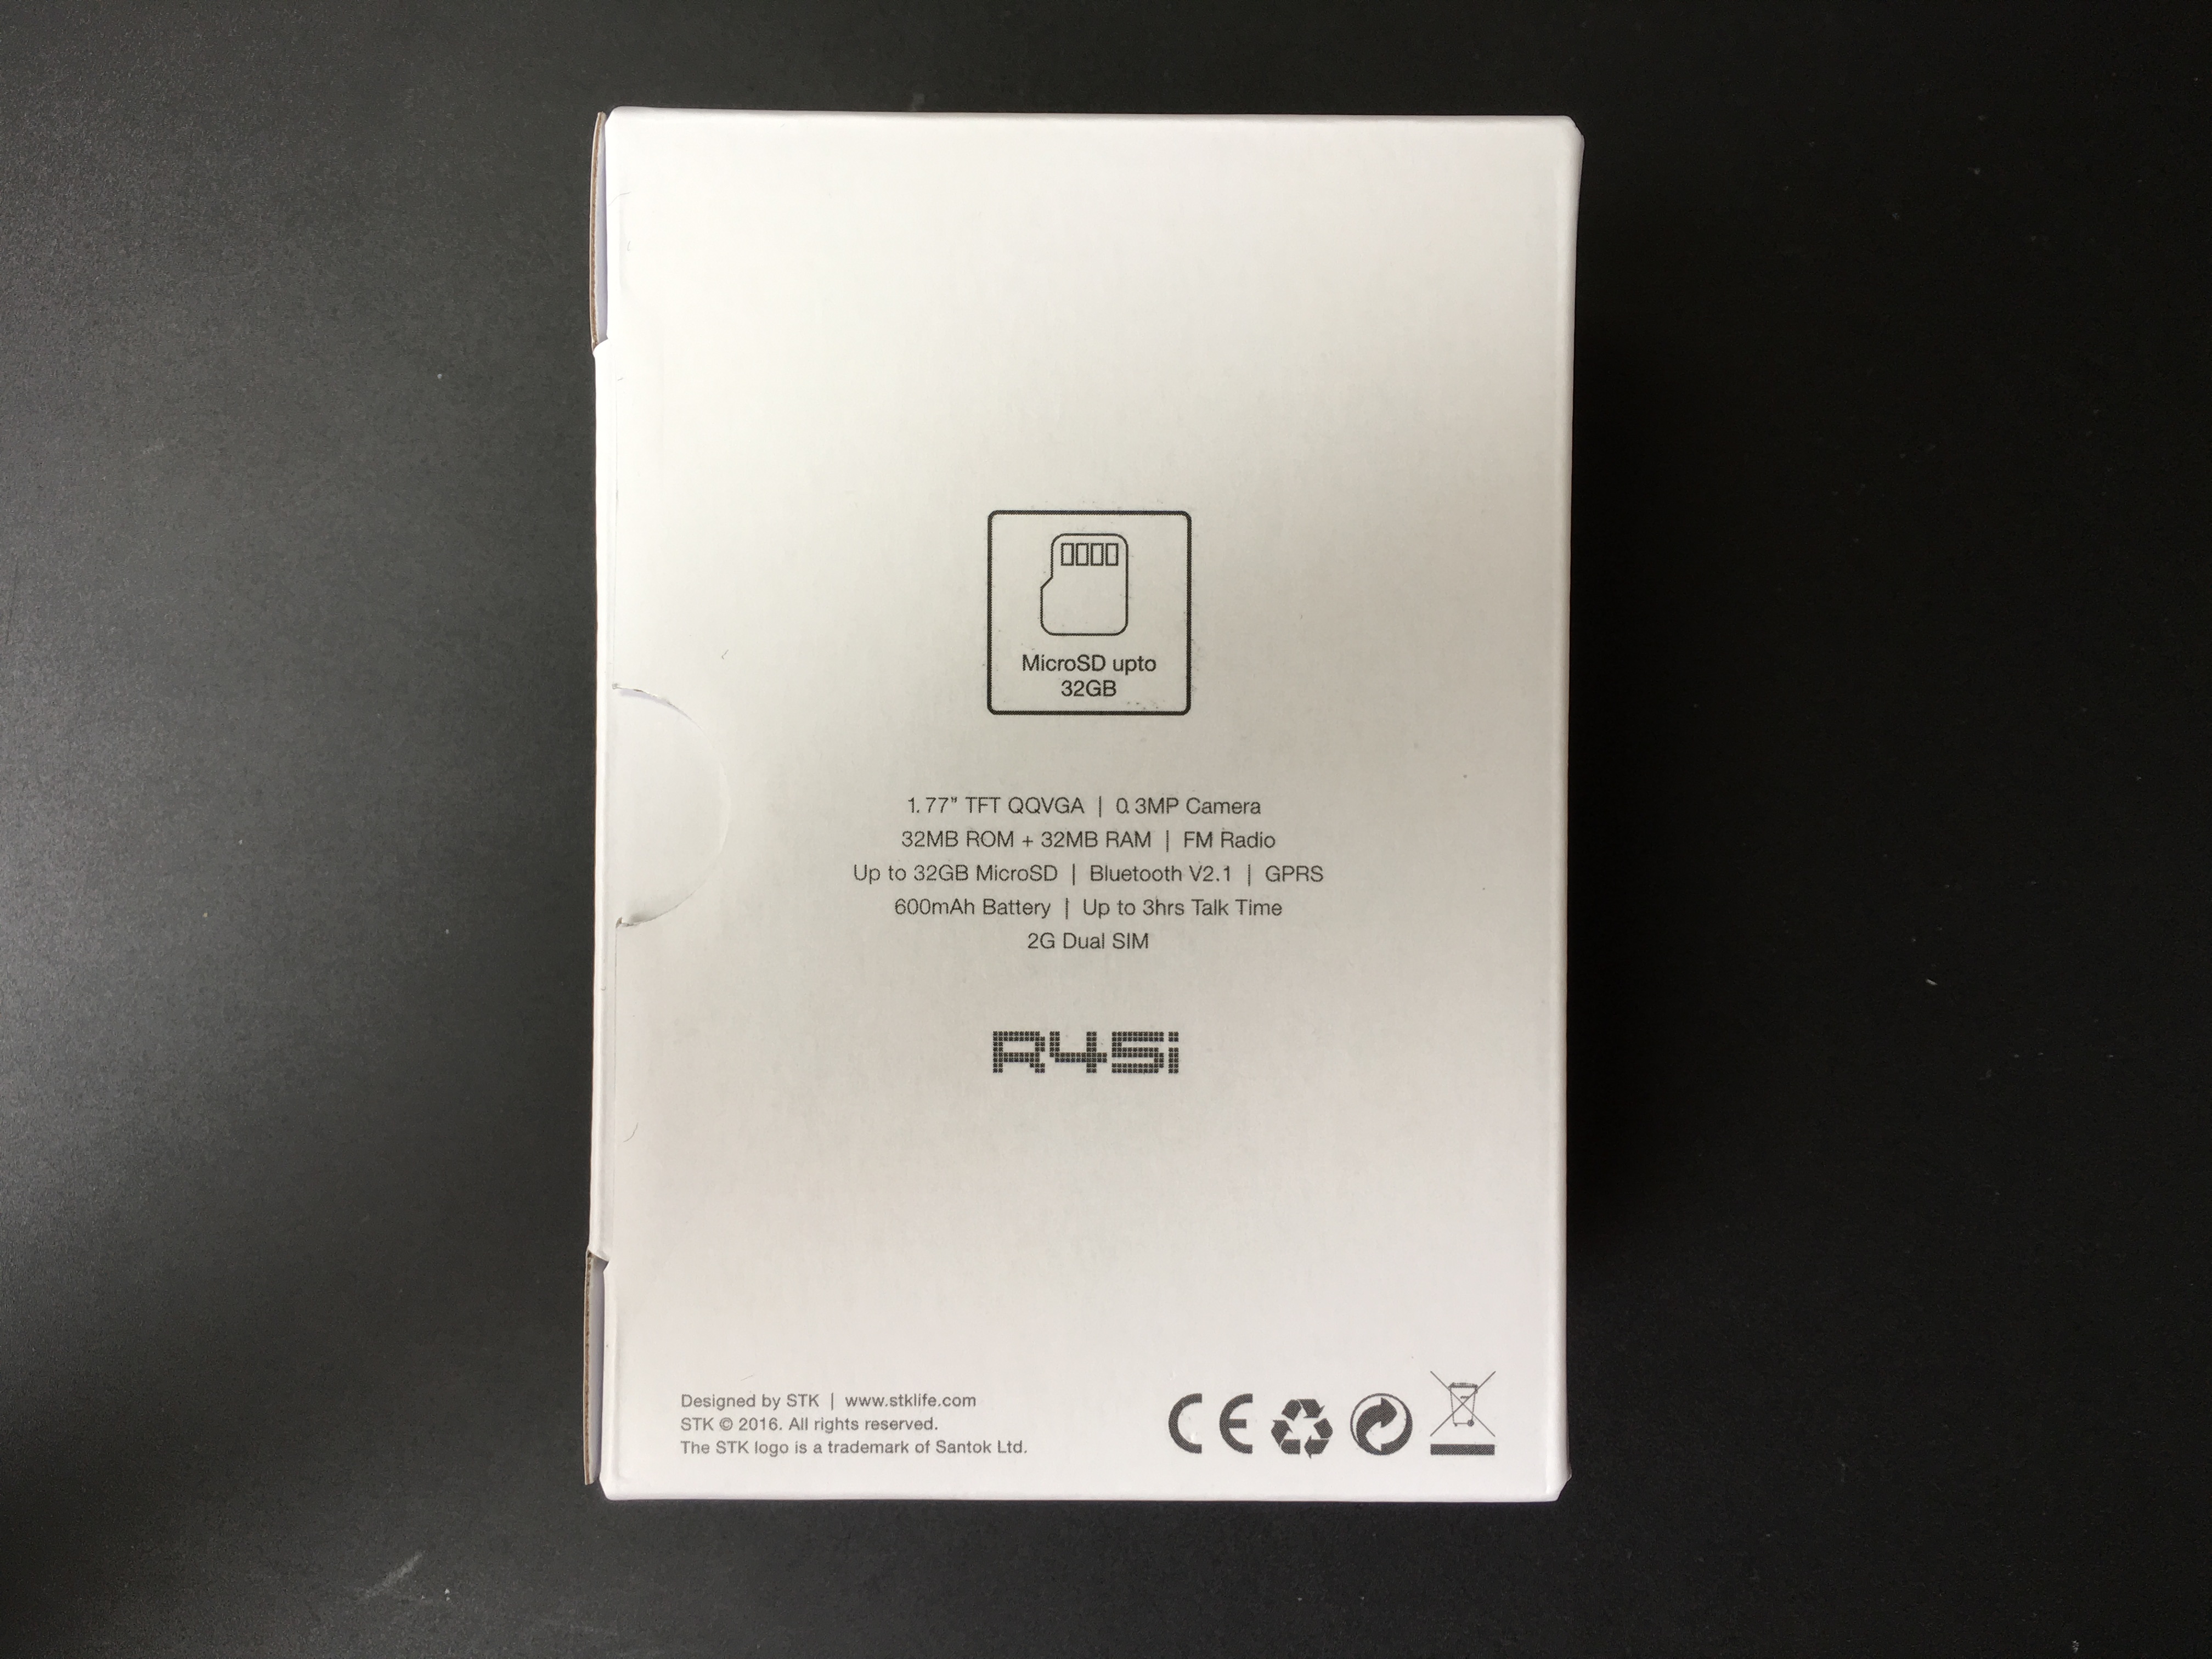 MicroSD upto
32GB
1.77" TFT QQVGA | 0.3MP Camera
32MB ROM + 32MB RAM | FM Radio
Up to 32GB MicroSD | Bluetooth V2.1 | GPRS
600mAh Battery | Up to 3hrs Talk Time
2G Dual SIM
R45i
Designed by STK | www.stklife.com
STK © 2016. All rights reserved.
The STK logo is a trademark of Santok Ltd.
CE